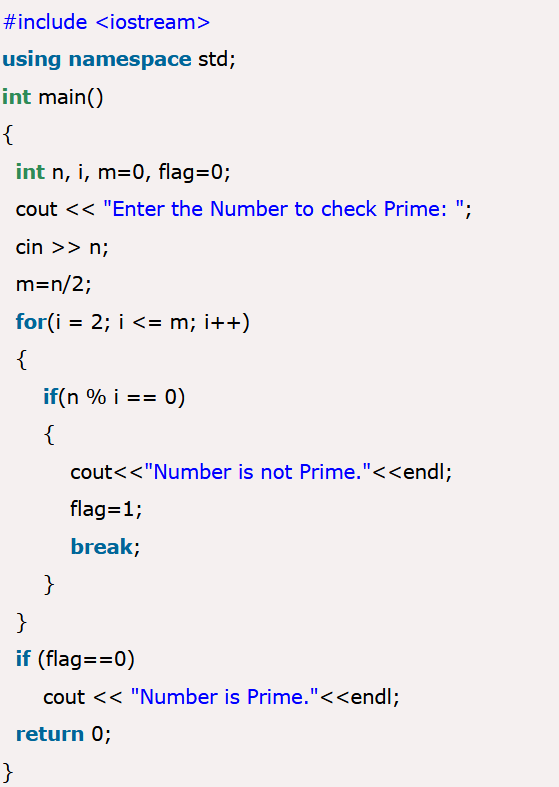 #include <iostream>
using namespace std;
int main()
{
  int n, i, m=0, flag=0;
  cout << "Enter the Number to check Prime: ";
  cin >> n;
  m=n/2;
  for(i = 2; i <= m; i++)
  {
      if(n % i == 0)
      {
          cout<<"Number is not Prime."<<endl;
          flag=1;
          break;
      }
  }
  if (flag==0)
      cout << "Number is Prime."<<endl;
  return 0;
}